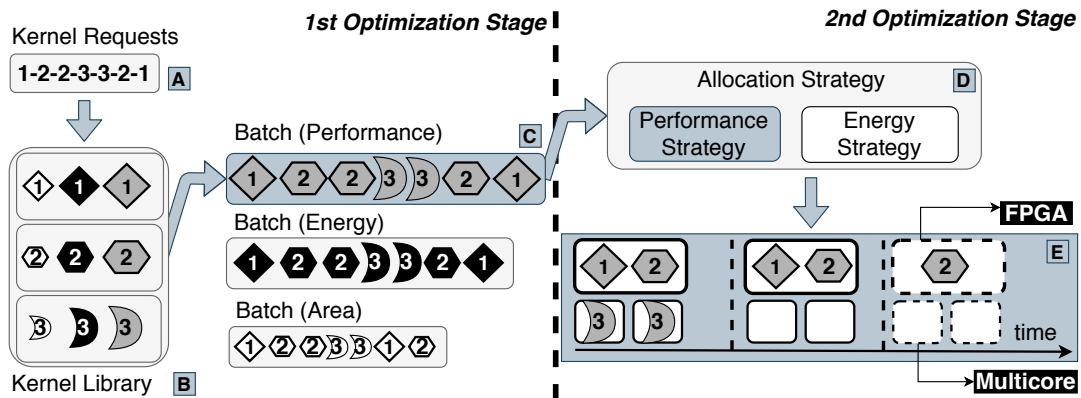 1st Optimization Stage
2nd Optimization Stage
Kernel Requests
1-2-2-3-3-2-1
A
1 1 1
2 2 2
3 3 3
Kernel Library
B
Batch (Performance)
C
1 2 2 3 3 2 1
Batch (Energy)
1 2 2 3 3 2 1
Batch (Area)
1 2 2 3 3 1 2
Allocation Strategy
D
Performance
Strategy
Energy
Strategy
FPGA
E
1 2 1 2 2
3 3
time
Multicore